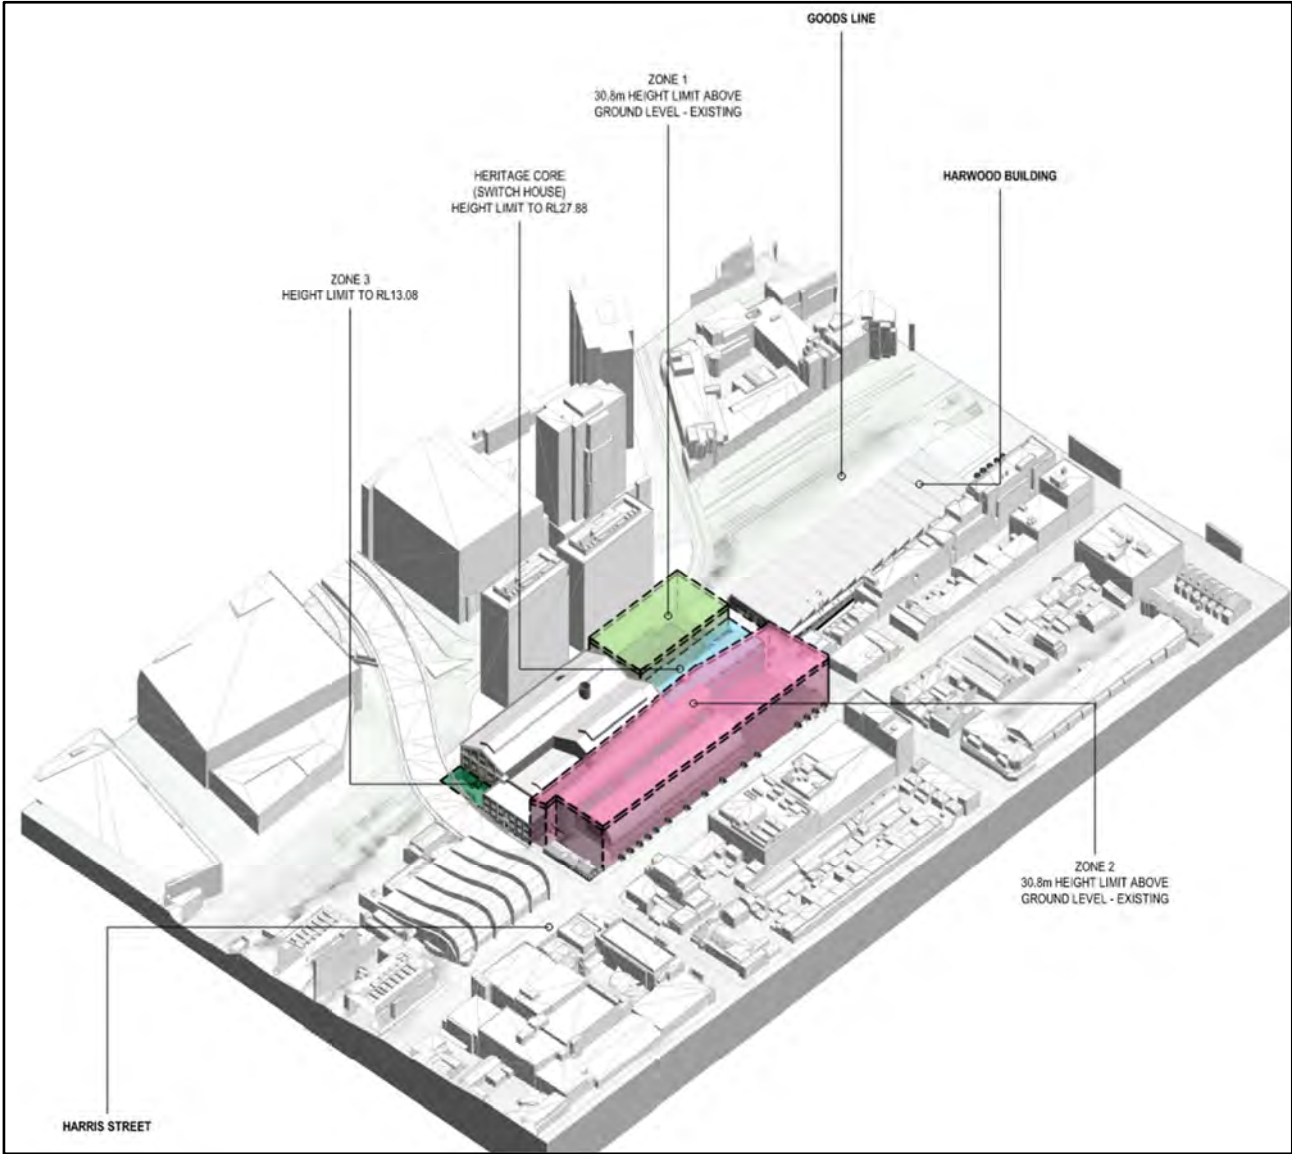 GOODS LINE
ZONE 1
30.8m HEIGHT LIMIT ABOVE
GROUND LEVEL - EXISTING
HERITAGE CORE
(SWITCH HOUSE)
HEIGHT LIMIT TO RL27.88
HARWOOD BUILDING
ZONE 3
HEIGHT LIMIT TO RL13.08
ZONE 2
30.8m HEIGHT LIMIT ABOVE
GROUND LEVEL - EXISTING
HARRIS STREET